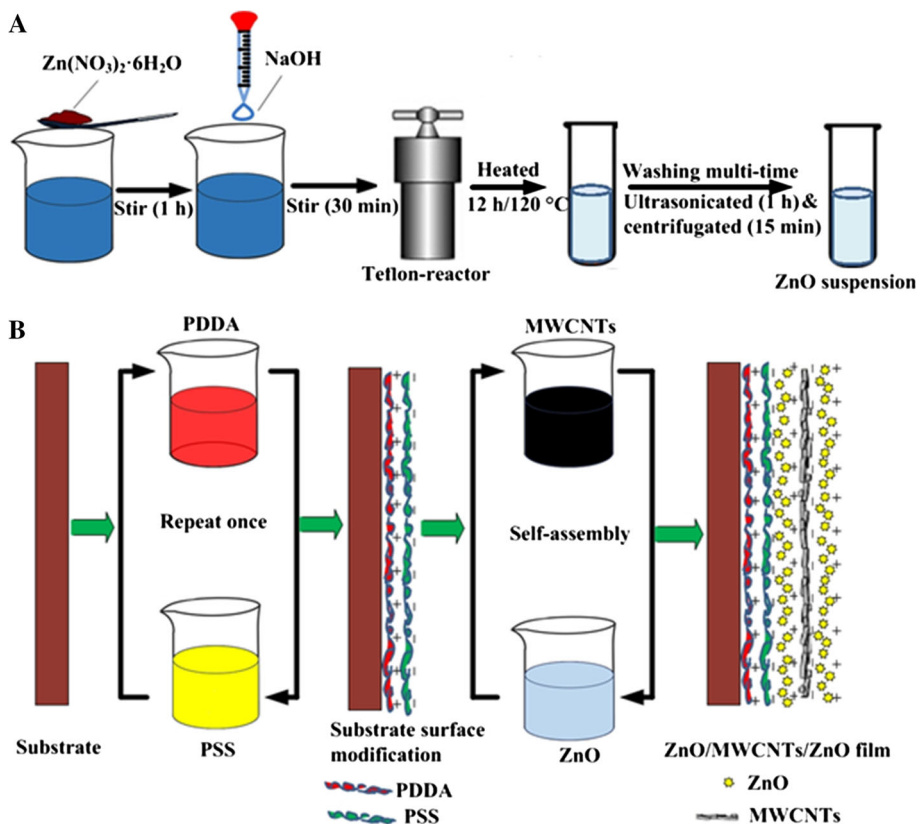 A
Zn(NO₃)₂·6H₂O
NaOH
Stir (1 h)
Stir (30 min)
Teflon-reactor
Heated
12 h/120 °C
Washing multi-time
Ultrasonicated (1 h) &
centrifugated (15 min)
ZnO suspension
B
PDDA
MWCNTs
Repeat once
Self-assembly
Substrate
PSS
Substrate surface
modification
ZnO
ZnO/MWCNTs/ZnO film
PDDA
PSS
ZnO
MWCNTs